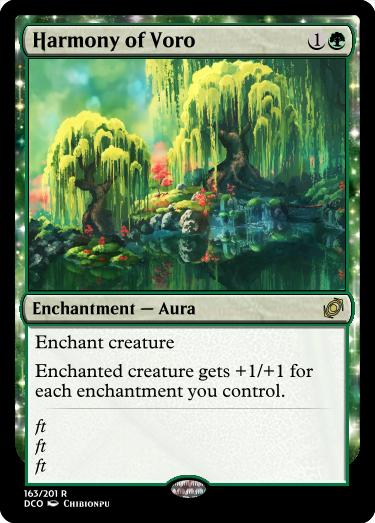 Harmony of Voro 1
Enchantment — Aura
Enchant creature
Enchanted creature gets +1/+1 for
each enchantment you control.
ft
ft
ft
163/201 R
DCO Chibionpu